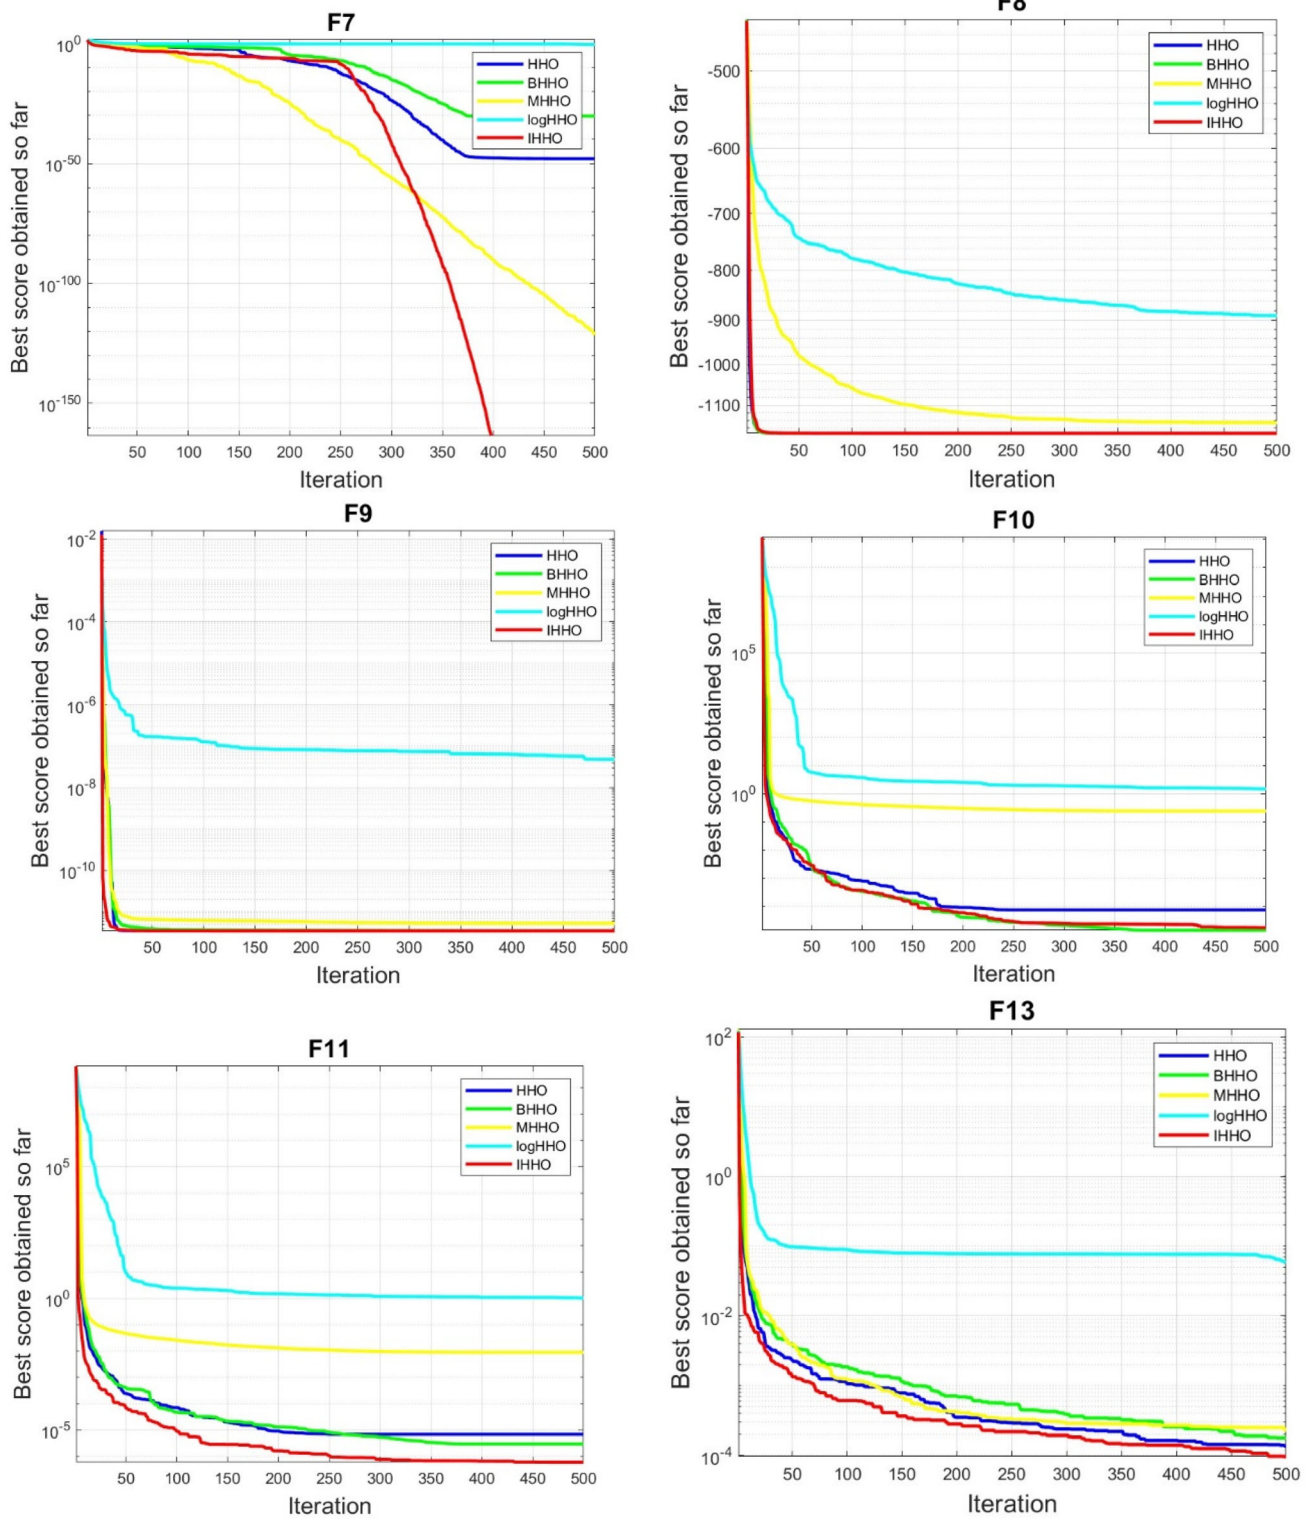 F7
Best score obtained so far
10^0
10^-50
10^-100
10^-150
HHO
BHHO
MHHO
logHHO
IHHO
50 100 150 200 250 300 350 400 450 500
Iteration
F8
Best score obtained so far
-500
-600
-700
-800
-900
-1000
-1100
HHO
BHHO
MHHO
logHHO
IHHO
50 100 150 200 250 300 350 400 450 500
Iteration
F9
Best score obtained so far
10^-2
10^-4
10^-6
10^-8
10^-10
HHO
BHHO
MHHO
logHHO
IHHO
50 100 150 200 250 300 350 400 450 500
Iteration
F10
Best score obtained so far
10^5
10^0
HHO
BHHO
MHHO
logHHO
IHHO
50 100 150 200 250 300 350 400 450 500
Iteration
F11
Best score obtained so far
10^5
10^0
10^-5
HHO
BHHO
MHHO
logHHO
IHHO
50 100 150 200 250 300 350 400 450 500
Iteration
F13
Best score obtained so far
10^2
10^0
10^-2
10^-4
HHO
BHHO
MHHO
logHHO
IHHO
50 100 150 200 250 300 350 400 450 500
Iteration